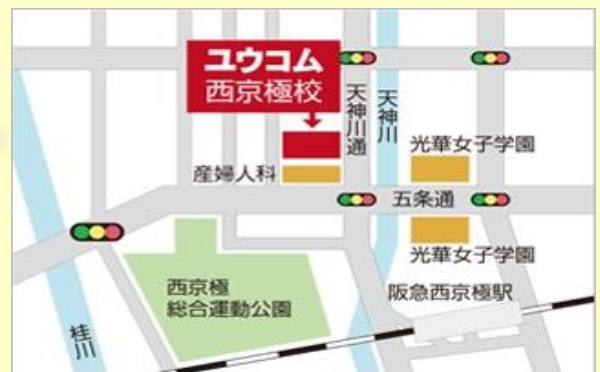 ユウコム
西京極校
天神川通
天神川
光華女子学園
産婦人科
五条通
光華女子学園
西京極
総合運動公園
阪急西京極駅
桂川